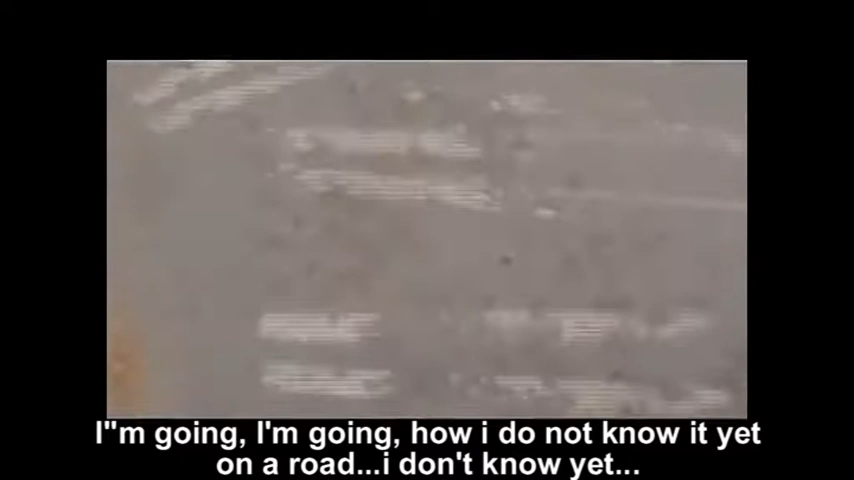 I"m going, I'm going, how i do not know it yet
on a road...i don't know yet...